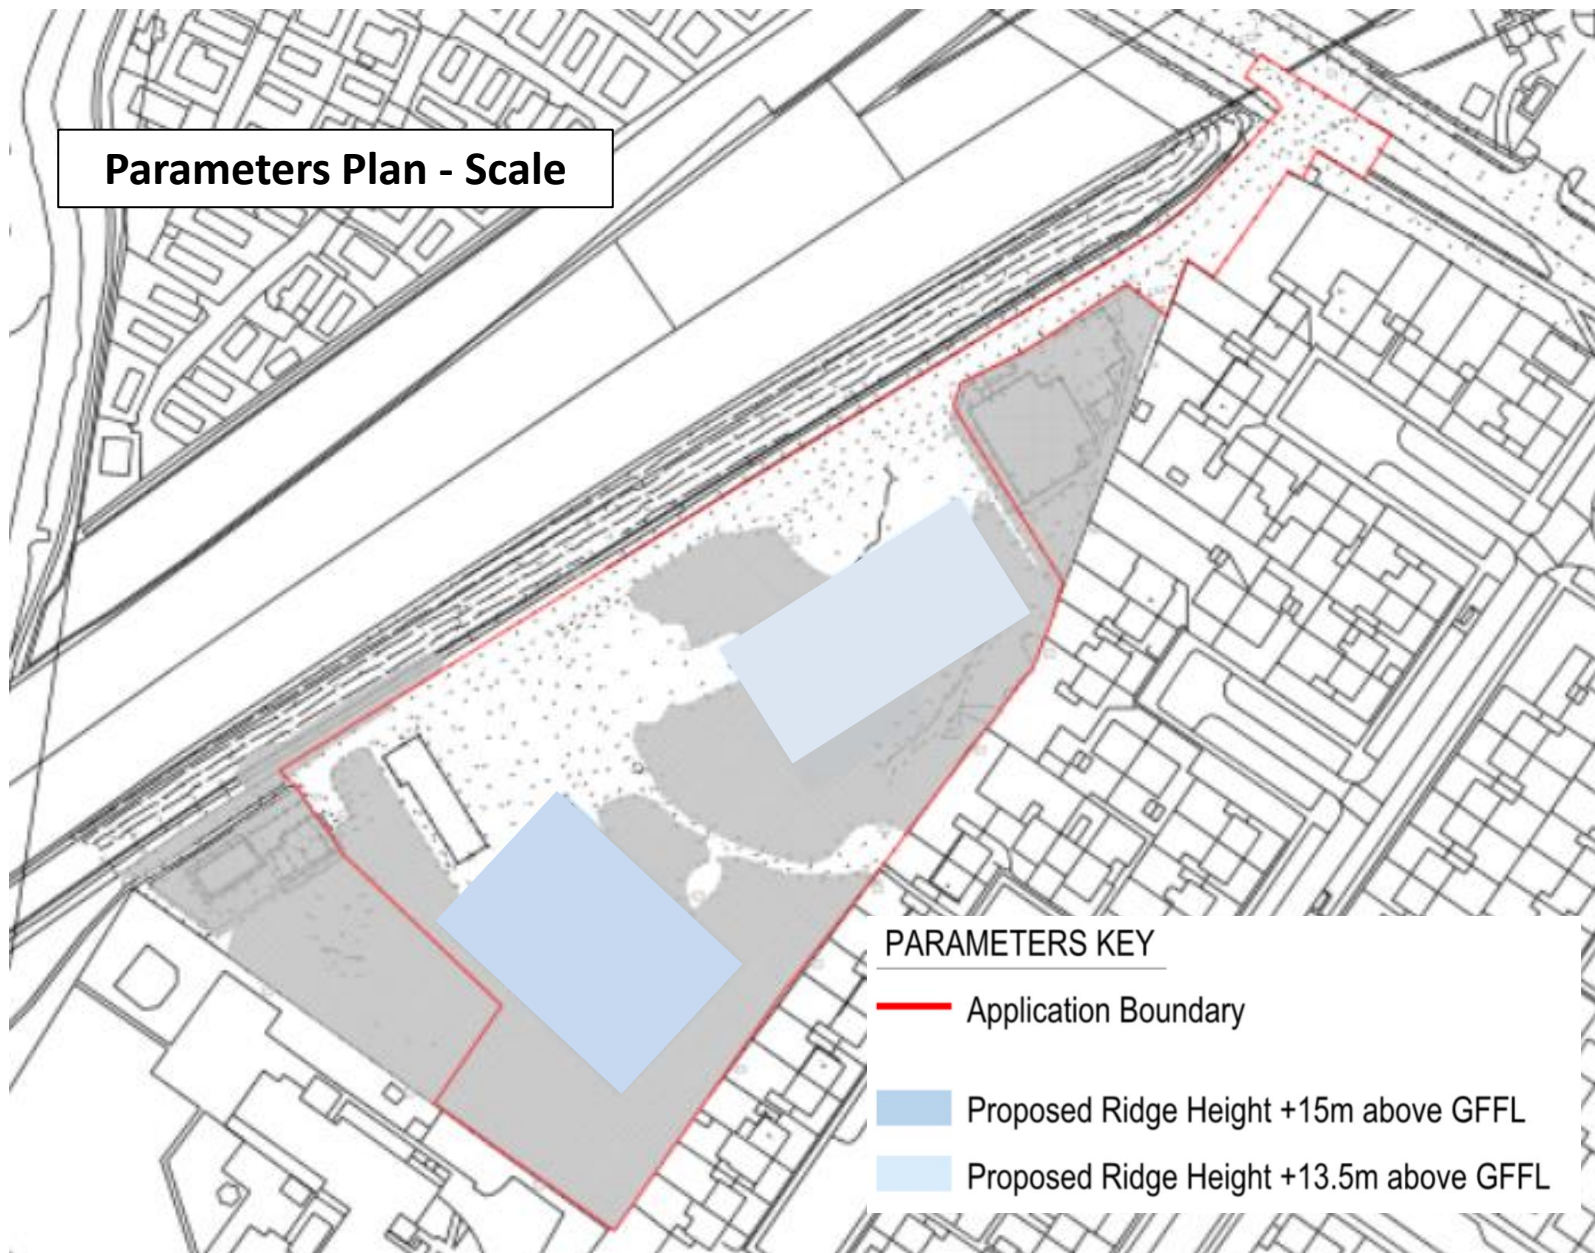 Parameters Plan - Scale
PARAMETERS KEY
Application Boundary
Proposed Ridge Height +15m above GFFL
Proposed Ridge Height +13.5m above GFFL